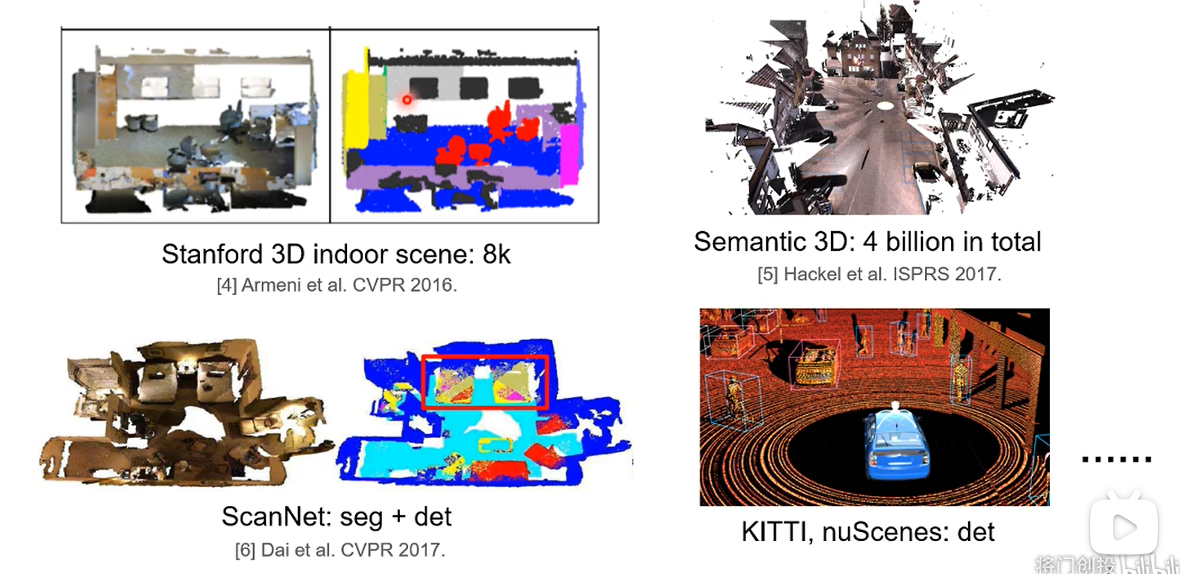 Stanford 3D indoor scene: 8k
[4] Armeni et al. CVPR 2016.
Semantic 3D: 4 billion in total
[5] Hackel et al. ISPRS 2017.
ScanNet: seg + det
[6] Dai et al. CVPR 2017.
KITTI, nuScenes: det
......
将门创投